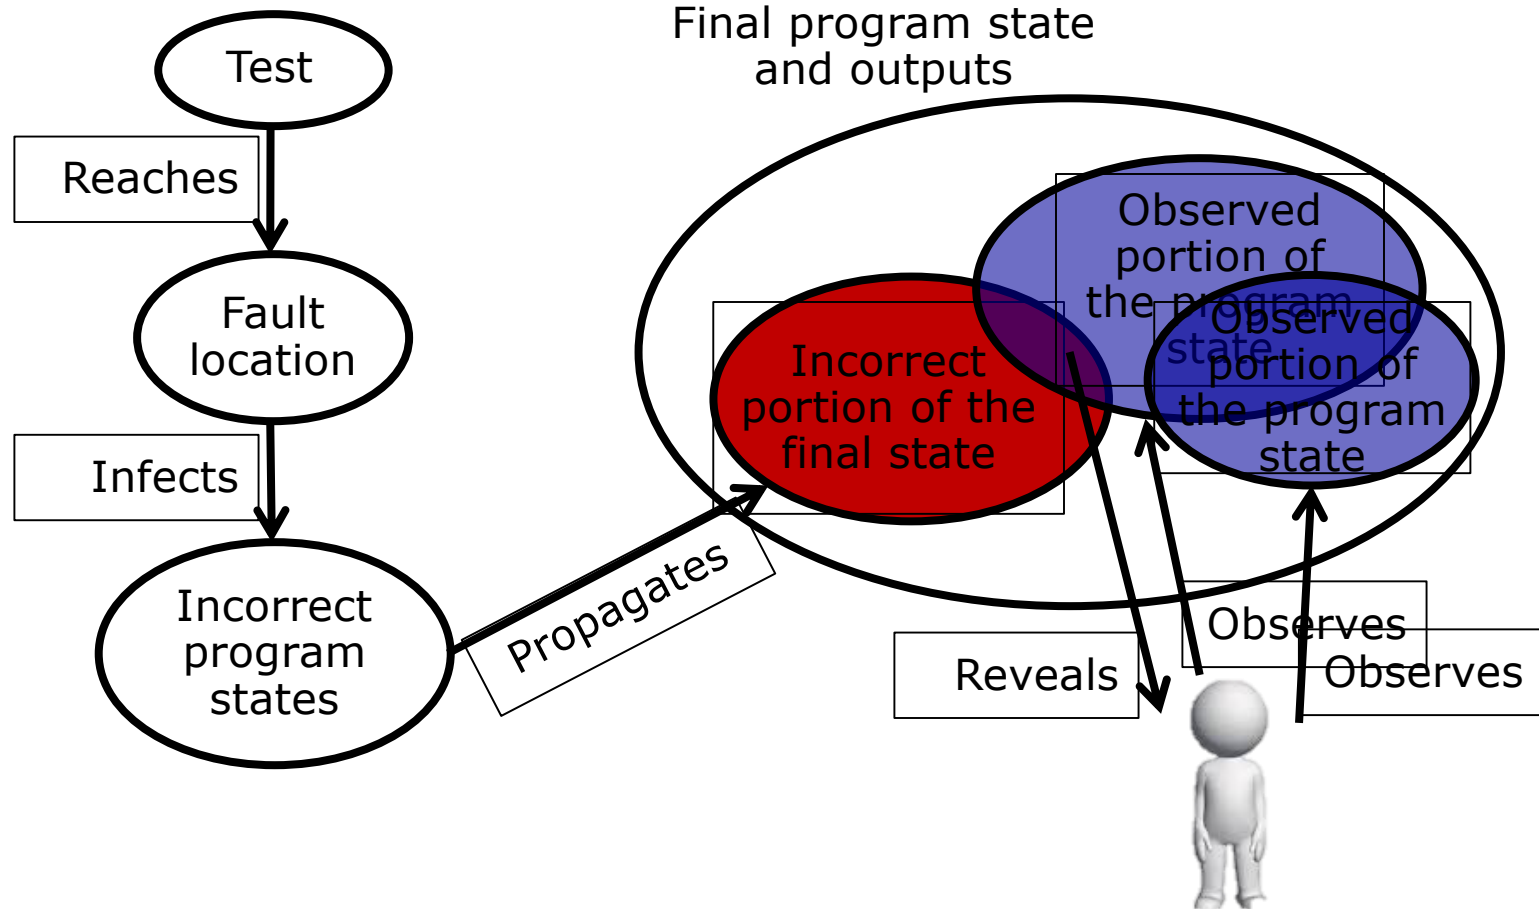 Final program state
and outputs
Test
Reaches
Fault
location
Infects
Incorrect
program
states
Propagates
Incorrect
portion of the
final state
Observed
portion of
the program
state
Observed
portion of
the program
state
Reveals
Observes
Observes